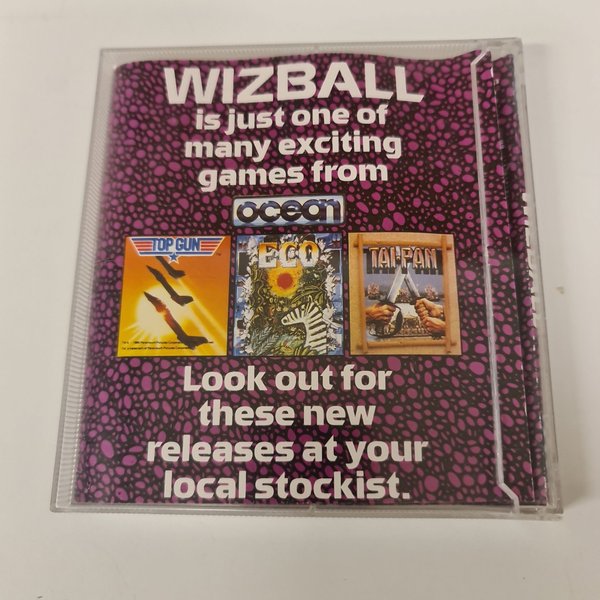 WIZBALL
is just one of
many exciting
games from
ocean
TOP GUN
ECO
TAI-PAN
Look out for
these new
releases at your
local stockist.